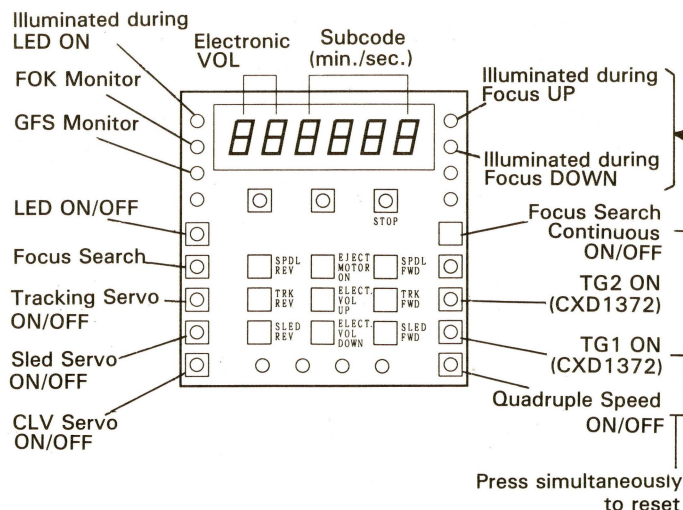 Illuminated during
LED ON
FOK Monitor
GFS Monitor
LED ON/OFF
Focus Search
Tracking Servo
ON/OFF
Sled Servo
ON/OFF
CLV Servo
ON/OFF
Electronic
VOL
Subcode
(min./sec.)
888888
STOP
SPDL
REV
EJECT
MOTOR
ON
SPDL
FWD
TRK
REV
ELECT.
VOL
UP
TRK
FWD
SLED
REV
ELECT.
VOL
DOWN
SLED
FWD
Illuminated during
Focus UP
Illuminated during
Focus DOWN
Focus Search
Continuous
ON/OFF
TG2 ON
(CXD1372)
TG1 ON
(CXD1372)
Quadruple Speed
ON/OFF
Press simultaneously
to reset